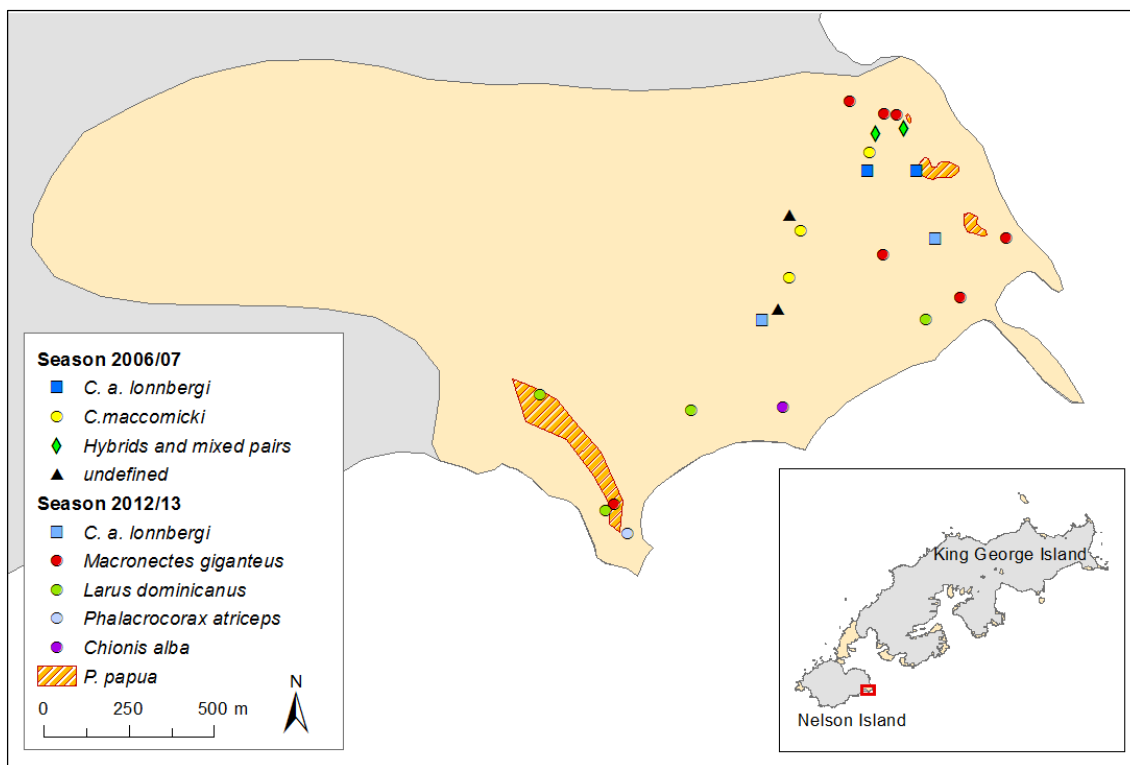 Season 2006/07
C. a. lonnbergi
C.maccomicki
Hybrids and mixed pairs
undefined
Season 2012/13
C. a. lonnbergi
Macronectes giganteus
Larus dominicanus
Phalacrocorax atriceps
Chionis alba
P. papua
N
0 250 500 m
King George Island
Nelson Island